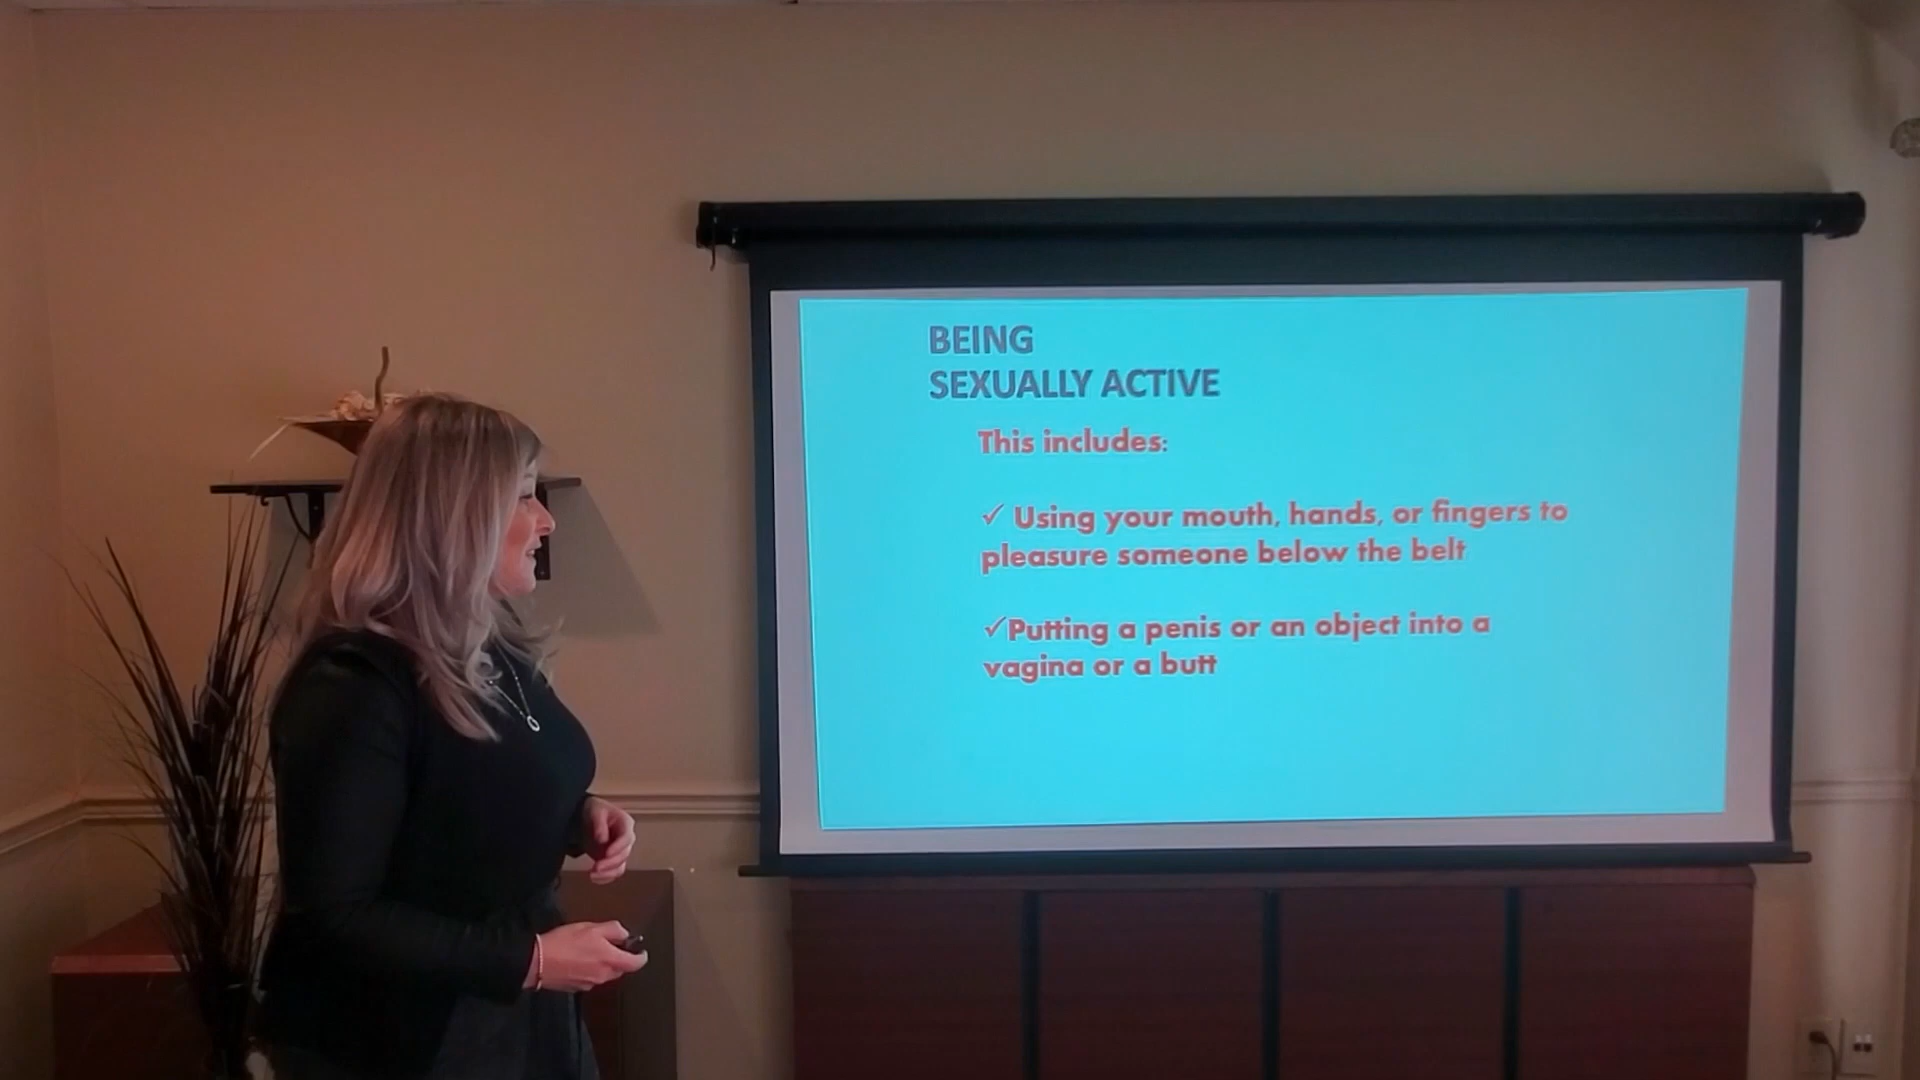 BEING
SEXUALLY ACTIVE
This includes:
✓ Using your mouth, hands, or fingers to
pleasure someone below the belt
✓Putting a penis or an object into a
vagina or a butt